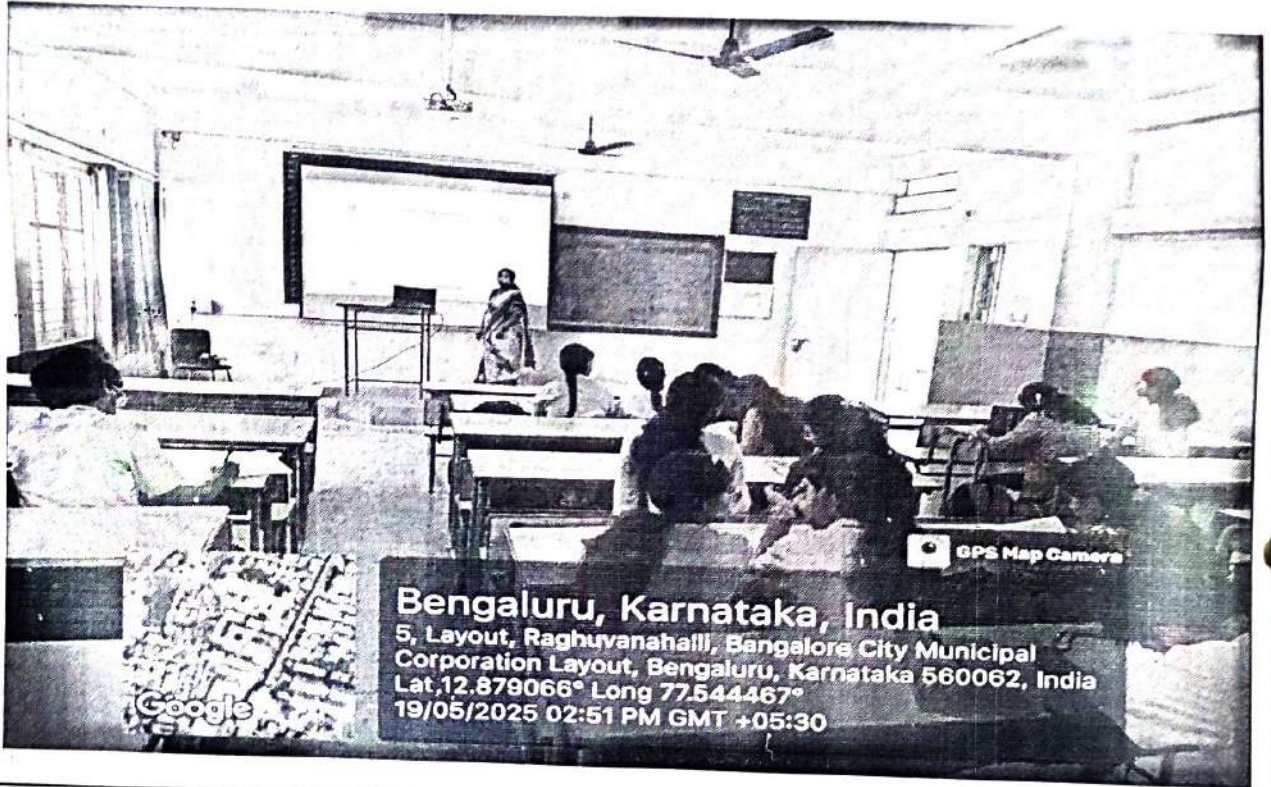 GPS Map Camera
Bengaluru, Karnataka, India
5, Layout, Raghuvanahalli, Bangalore City Municipal
Corporation Layout, Bengaluru, Karnataka 560062, India
Lat,12.879066° Long 77.544467°
19/05/2025 02:51 PM GMT +05:30
Google